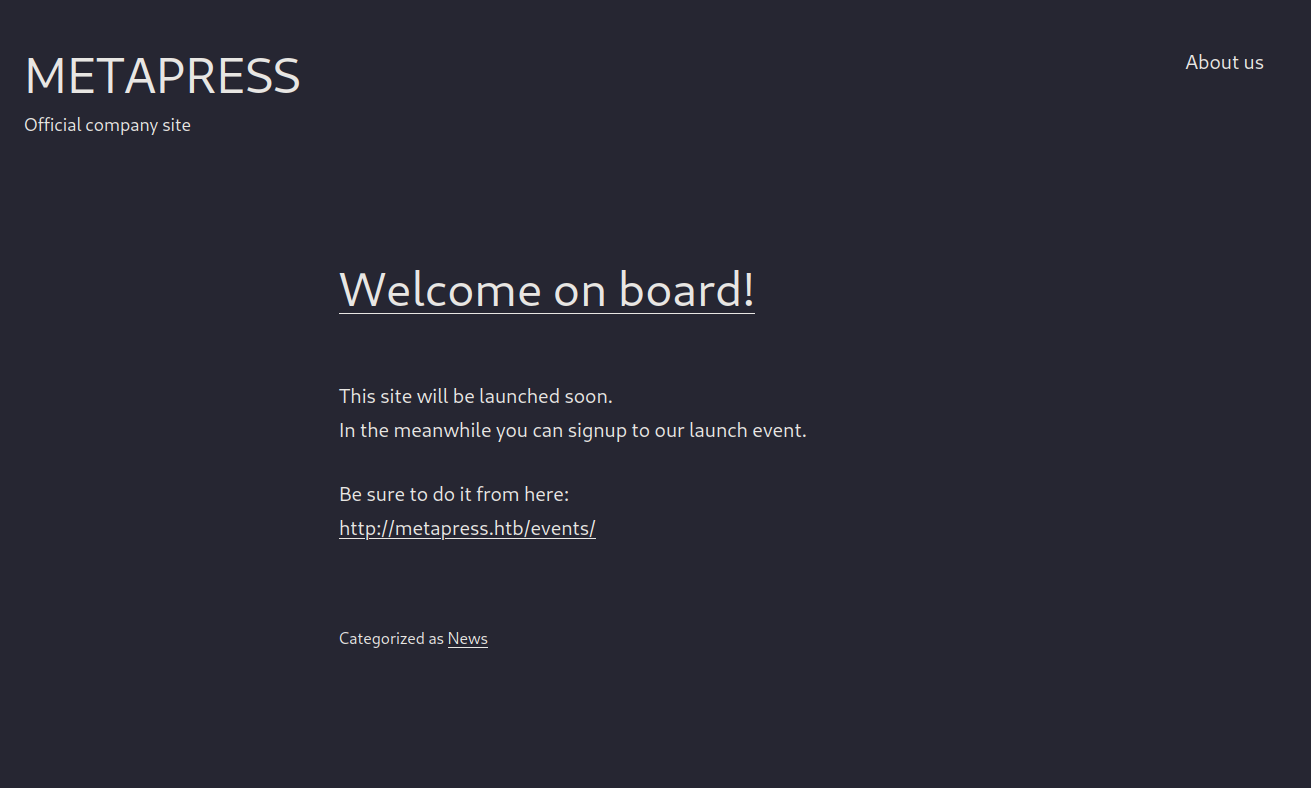 METAPRESS
Official company site
About us
Welcome on board!
This site will be launched soon.
In the meanwhile you can signup to our launch event.
Be sure to do it from here:
http://metapress.htb/events/
Categorized as News